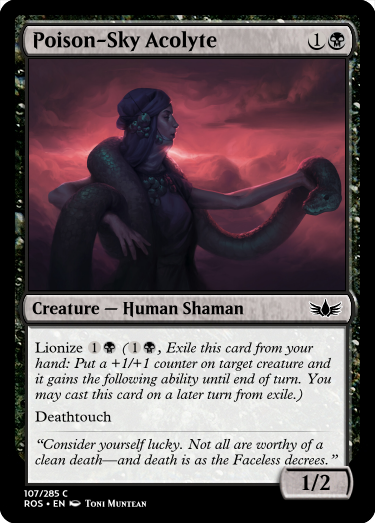 Poison-Sky Acolyte 1
Creature — Human Shaman
Lionize 1 (1, Exile this card from your
hand: Put a +1/+1 counter on target creature and
it gains the following ability until end of turn. You
may cast this card on a later turn from exile.)
Deathtouch
“Consider yourself lucky. Not all are worthy of a
clean death—and death is as the Faceless decrees.”
1/2
107/285 C
ROS • EN Toni Muntean